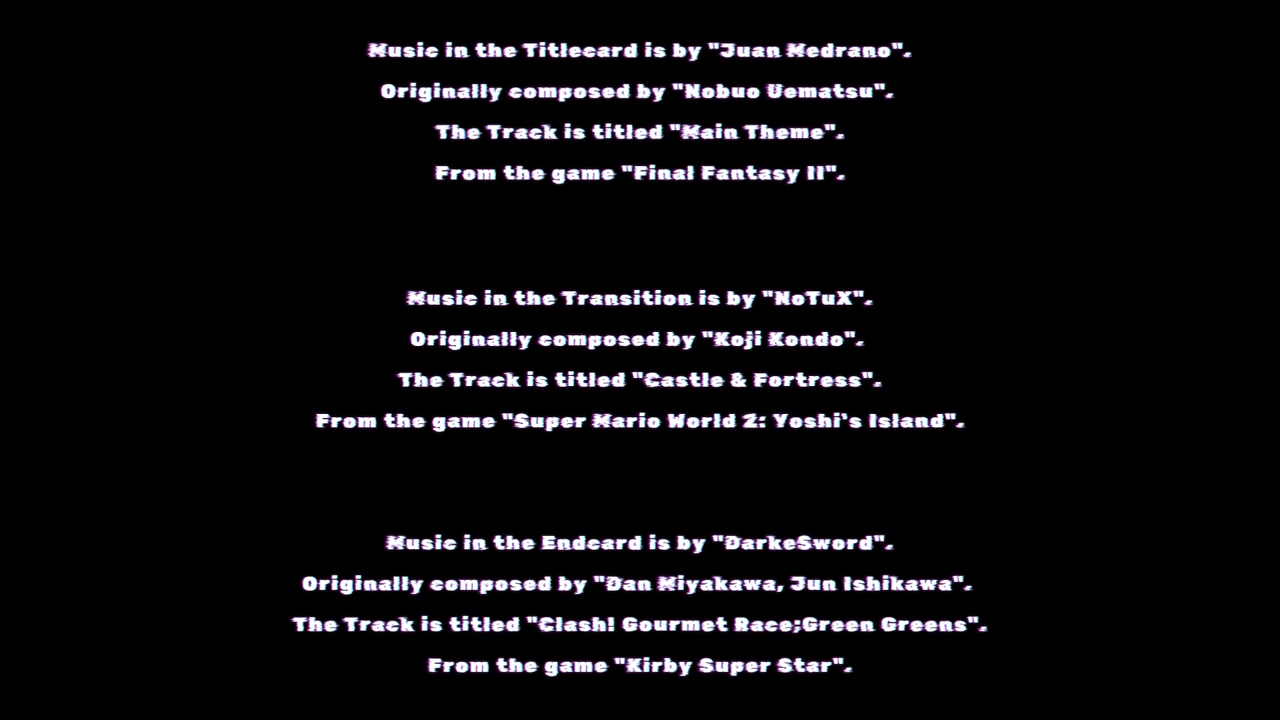 Music in the Titlecard is by "Juan Medrano".
Originally composed by "Nobuo Uematsu".
The Track is titled "Main Theme".
From the game "Final Fantasy II".
Music in the Transition is by "NoTuX".
Originally composed by "Koji Kondo".
The Track is titled "Castle & Fortress".
From the game "Super Mario World 2: Yoshi's Island".
Music in the Endcard is by "DarkeSword".
Originally composed by "Dan Miyakawa, Jun Ishikawa".
The Track is titled "Clash! Gourmet Race;Green Greens".
From the game "Kirby Super Star".